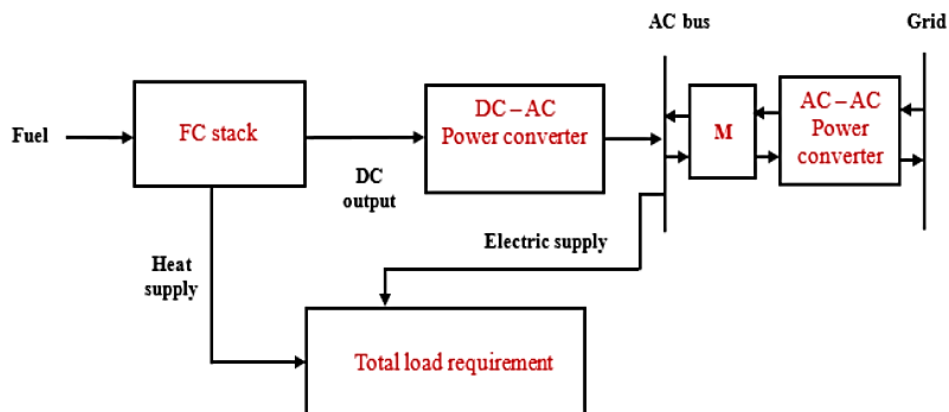 AC bus
Grid
Fuel
FC stack
DC – AC
Power converter
M
AC – AC
Power
converter
DC
output
Electric supply
Heat
supply
Total load requirement